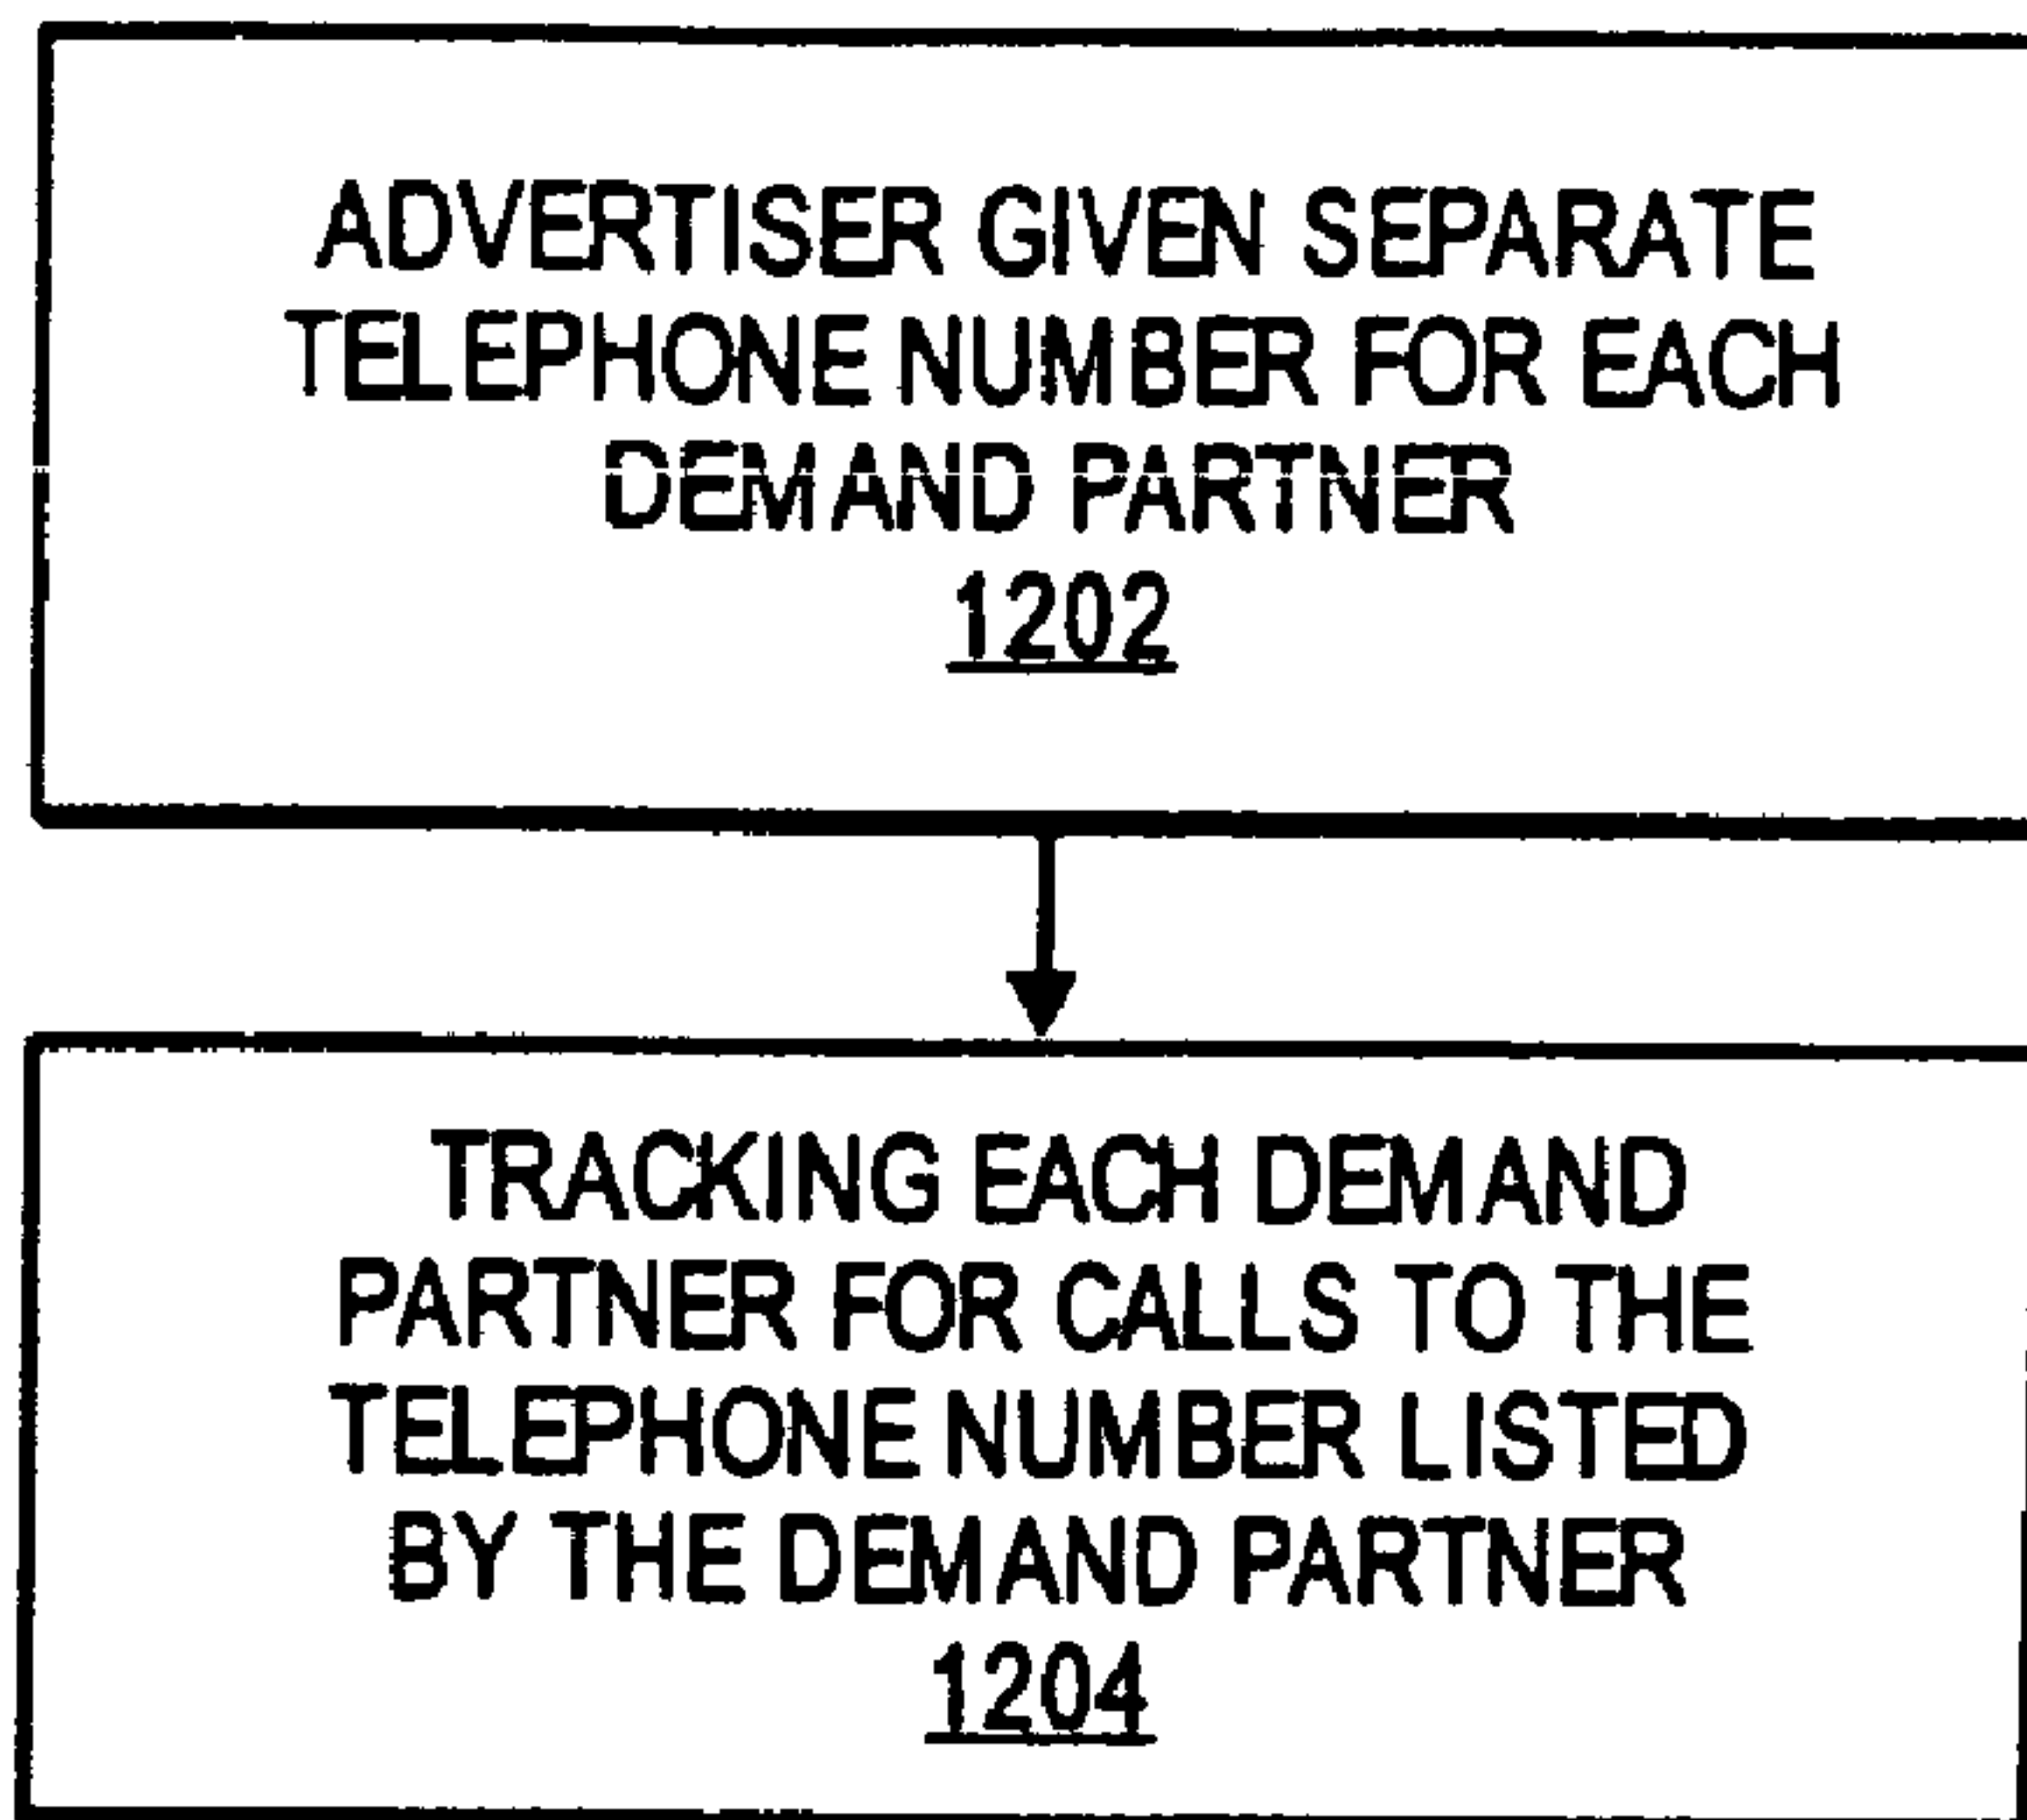 ADVERTISER GIVEN SEPARATE
TELEPHONE NUMBER FOR EACH
DEMAND PARTNER
1202
TRACKING EACH DEMAND
PARTNER FOR CALLS TO THE
TELEPHONE NUMBER LISTED
BY THE DEMAND PARTNER
1204